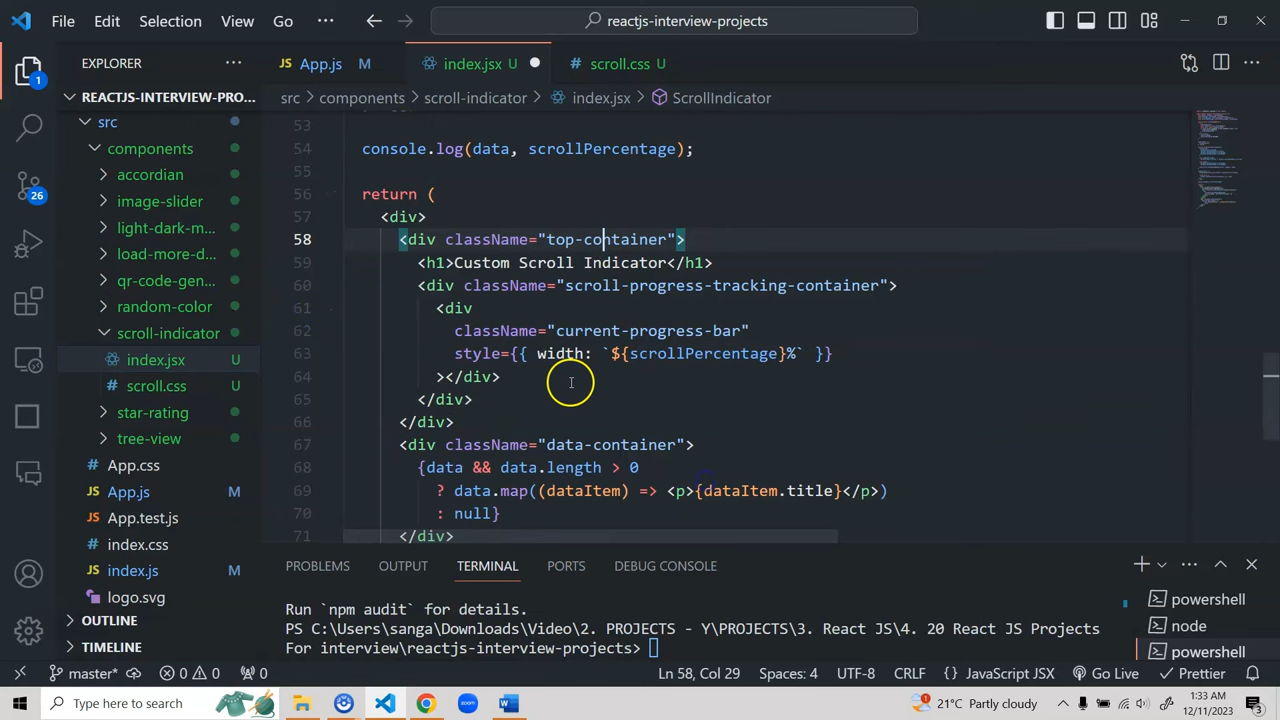 File Edit Selection View Go ··· reactjs-interview-projects
EXPLORER ··· App.js M index.jsx U scroll.css U
REACTJS-INTERVIEW-PRO... src > components > scroll-indicator > index.jsx > ScrollIndicator
src
components
accordian
image-slider
light-dark-m...
load-more-d...
qr-code-gen...
random-color
scroll-indicator
index.jsx U
scroll.css U
star-rating
tree-view
App.css
App.js M
App.test.js
index.css
index.js M
logo.svg
OUTLINE
TIMELINE
1
26
53
54 console.log(data, scrollPercentage);
55
56 return (
57 <div>
58 <div className="top-container">
59 <h1>Custom Scroll Indicator</h1>
60 <div className="scroll-progress-tracking-container">
61 <div
62 className="current-progress-bar"
63 style={{ width: `${scrollPercentage}%` }}
64 ></div>
65 </div>
66 </div>
67 <div className="data-container">
68 {data && data.length > 0
69 ? data.map((dataItem) => <p>{dataItem.title}</p>)
70 : null}
71 </div>
PROBLEMS OUTPUT TERMINAL PORTS DEBUG CONSOLE
Run `npm audit` for details.
PS C:\Users\sanga\Downloads\Video\2. PROJECTS - Y\PROJECTS\3. React JS\4. 20 React JS Projects
For interview\reactjs-interview-projects>
powershell
node
powershell
master* 0 0 0 Ln 58, Col 29 Spaces: 4 UTF-8 CRLF {} JavaScript JSX Go Live Prettier
Type here to search 1 21°C Partly cloudy 1:33 AM
12/11/2023 3